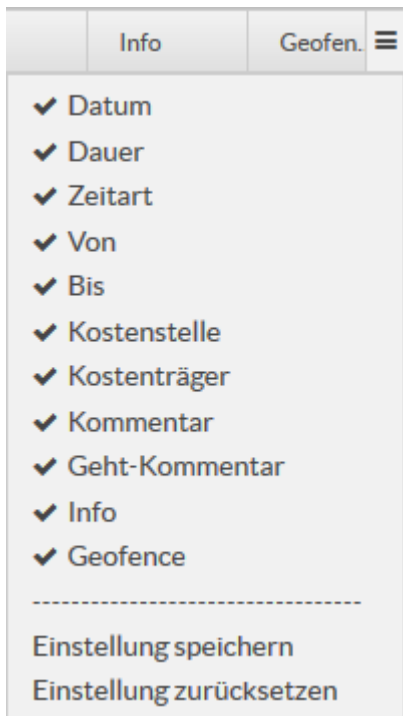 Info Geofen..
Datum
Dauer
Zeitart
Von
Bis
Kostenstelle
Kostenträger
Kommentar
Geht-Kommentar
Info
Geofence
----------------------------------
Einstellung speichern
Einstellung zurücksetzen